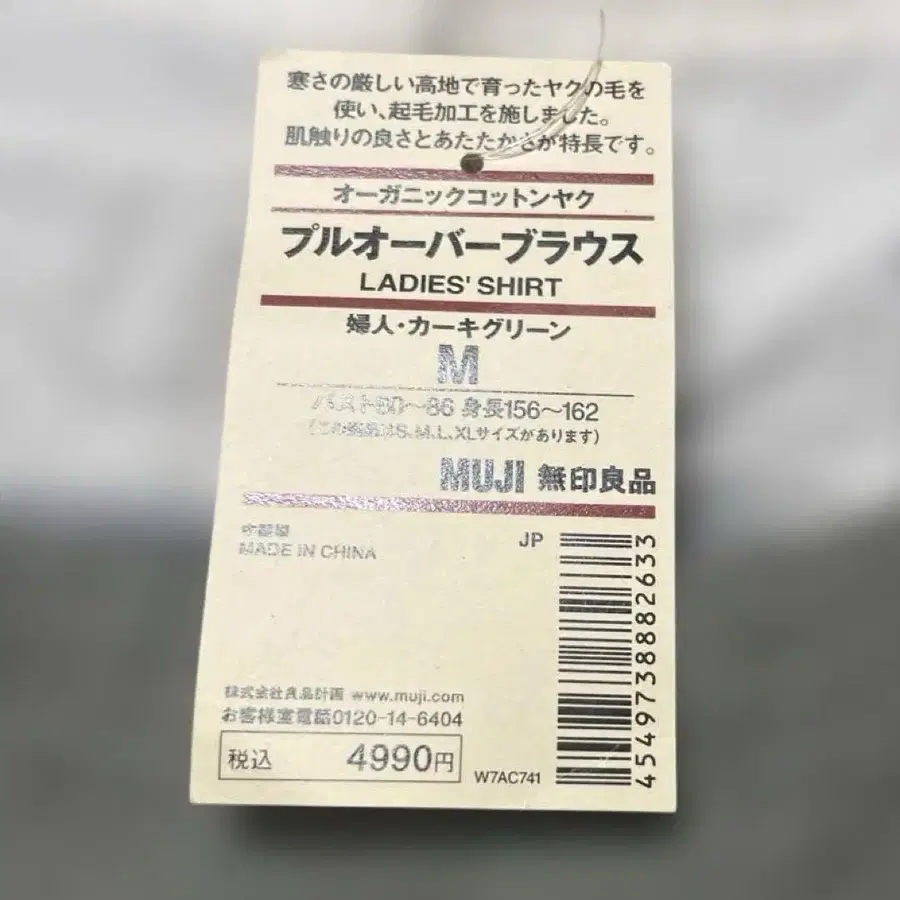 寒さの厳しい高地で育ったヤクの毛を
使い、起毛加工を施しました。
肌触りの良さとあたたかさが特長です。
オーガニックコットンヤク
プルオーバーブラウス
LADIES' SHIRT
婦人・カーキグリーン
M
バスト80〜86 身長156〜162
S,M,L,XLサイズがあります)
MUJI 無印良品
MADE IN CHINA
JP
4549738882633
株式会社良品計画 www.muji.com
お客様室電話0120-14-6404
税込 4990円
W7AC741